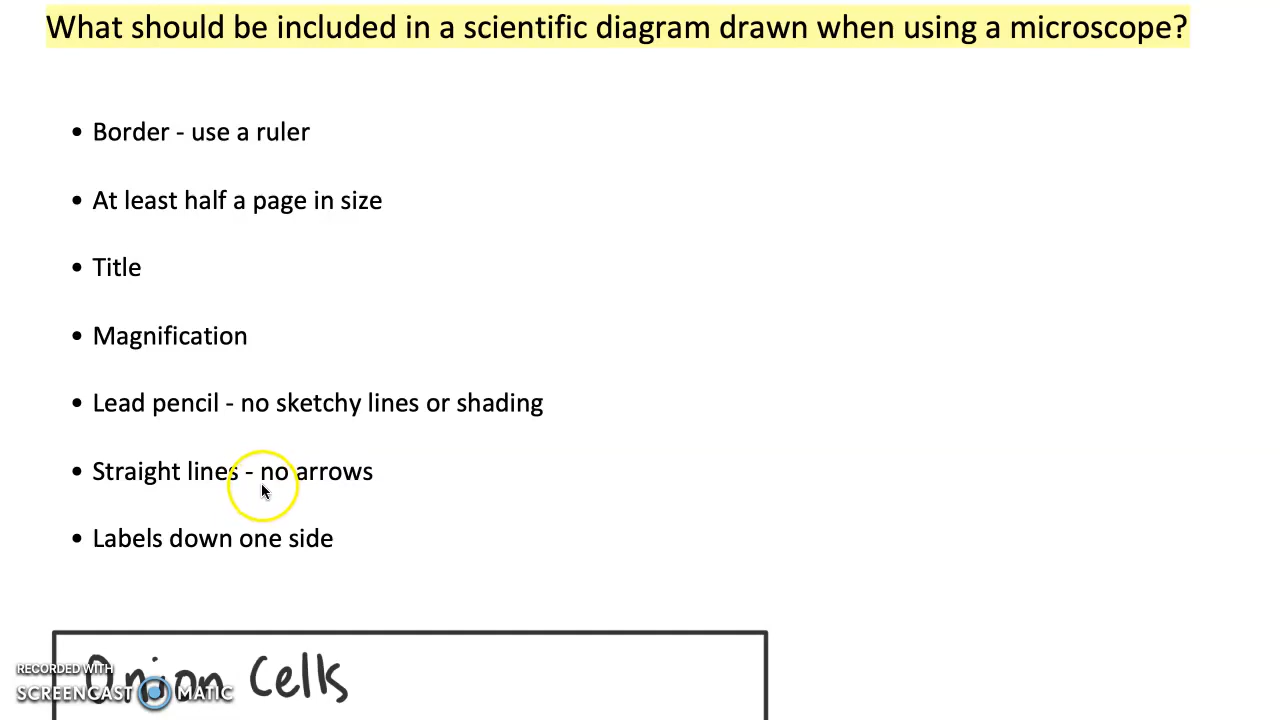 What should be included in a scientific diagram drawn when using a microscope?
• Border - use a ruler
• At least half a page in size
• Title
• Magnification
• Lead pencil - no sketchy lines or shading
• Straight lines - no arrows
• Labels down one side
Onion Cells
RECORDED WITH
SCREENCAST MATIC